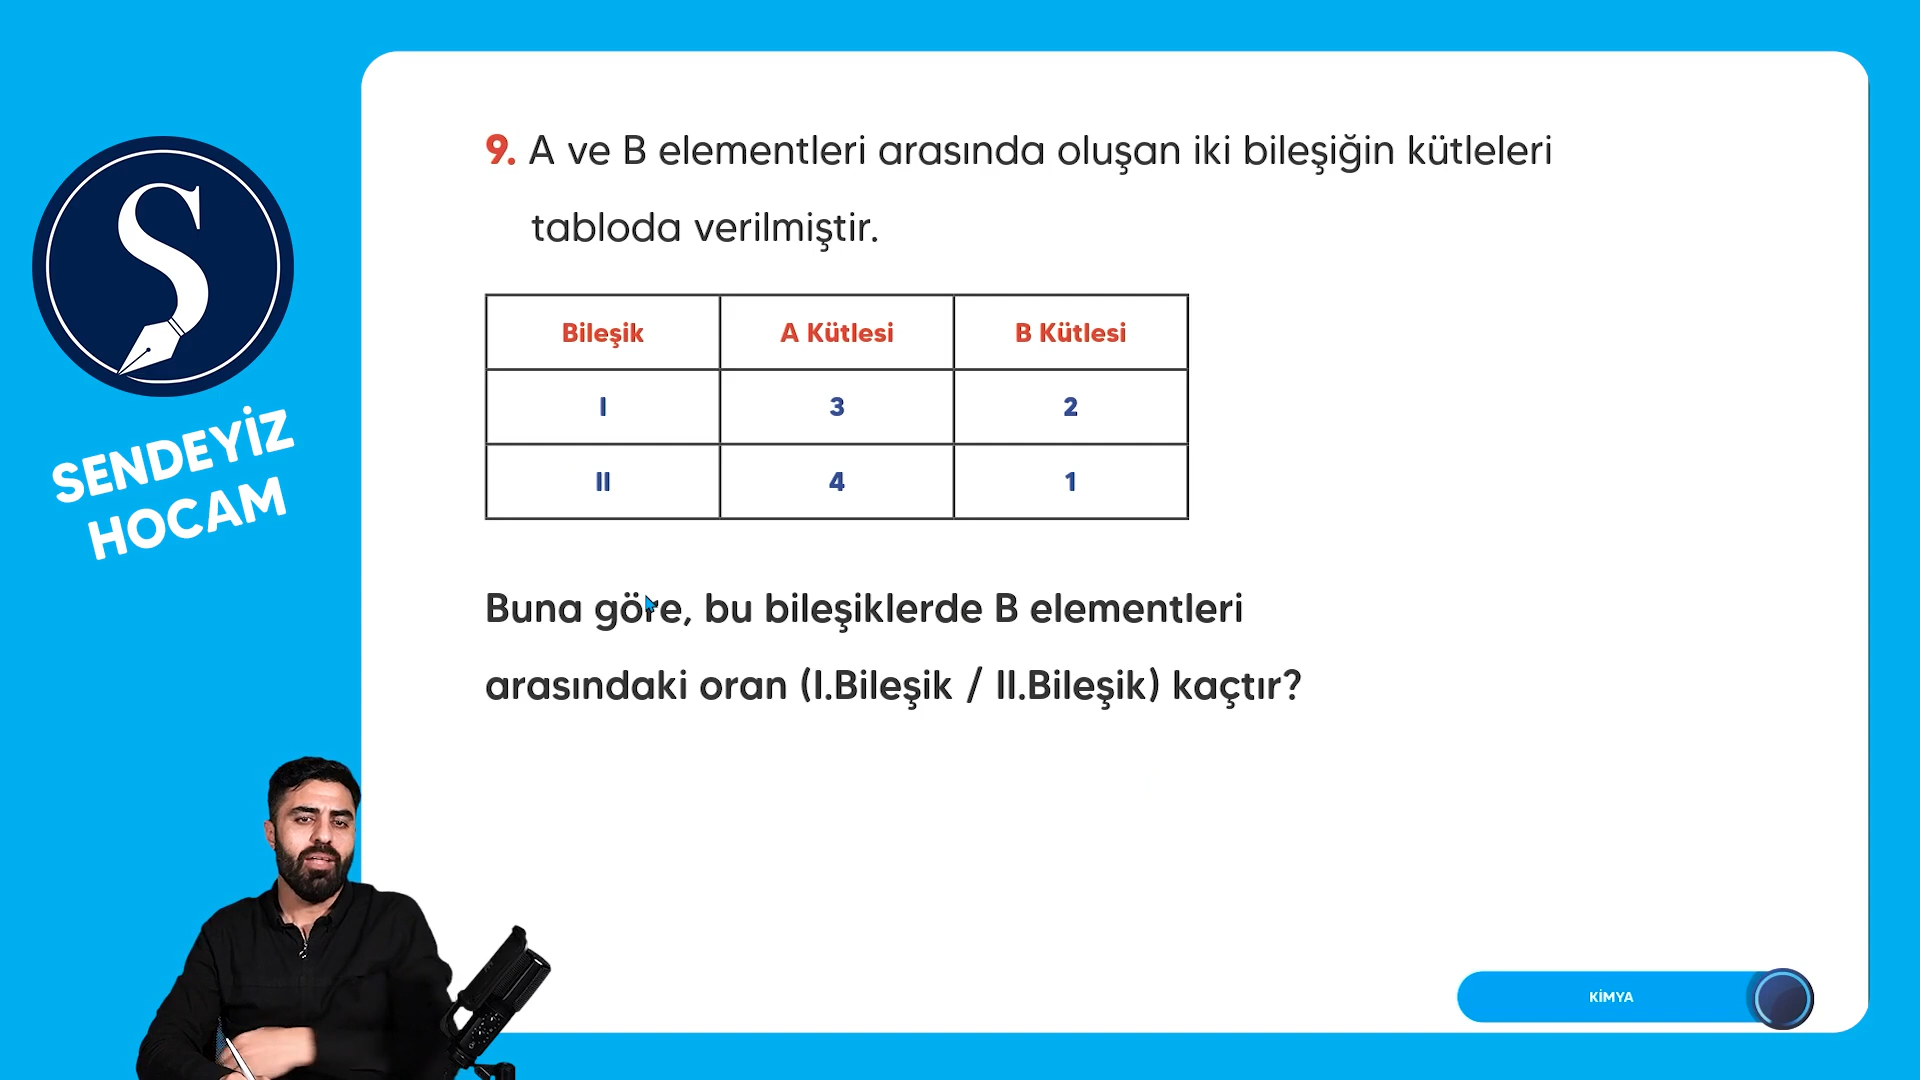 S
SENDEYİZ
HOCAM
9. A ve B elementleri arasında oluşan iki bileşiğin kütleleri
tabloda verilmiştir.
Bileşik A Kütlesi B Kütlesi
I 3 2
II 4 1
Buna göre, bu bileşiklerde B elementleri
arasındaki oran (I.Bileşik / II.Bileşik) kaçtır?
KİMYA